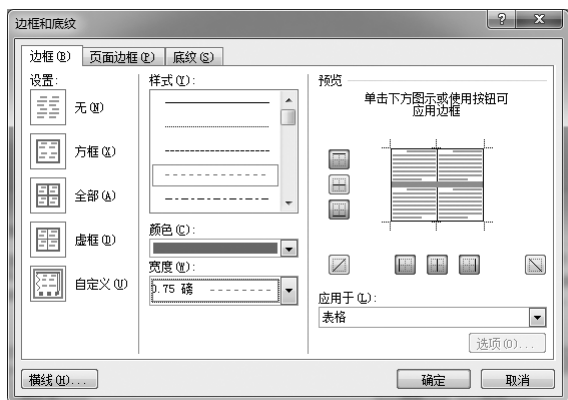 边框和底纹
边框(B) 页面边框(P) 底纹(S)
设置:
无(N)
方框(X)
全部(A)
虚框(D)
自定义(U)
样式(Y):
颜色(C):
宽度(W):
0.75 磅
预览
单击下方图示或使用按钮可
应用边框
应用于(L):
表格
选项(O)...
横线(H)...
确定
取消